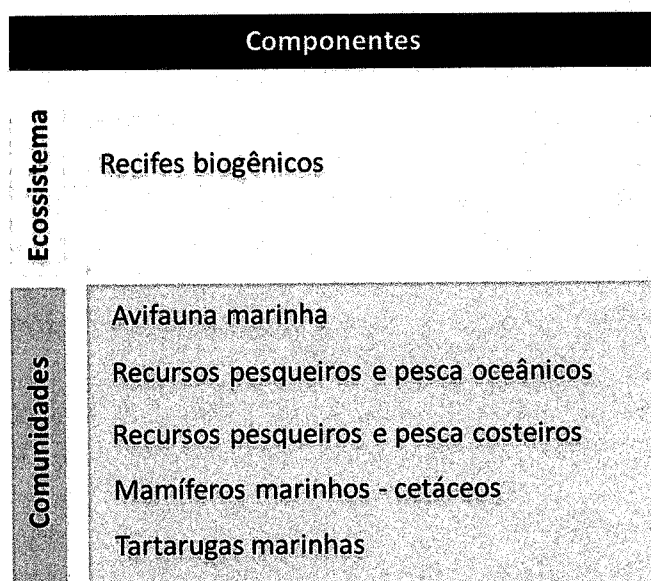 Componentes
Ecossistema
Recifes biogênicos
Comunidades
Avifauna marinha
Recursos pesqueiros e pesca oceânicos
Recursos pesqueiros e pesca costeiros
Mamíferos marinhos - cetáceos
Tartarugas marinhas